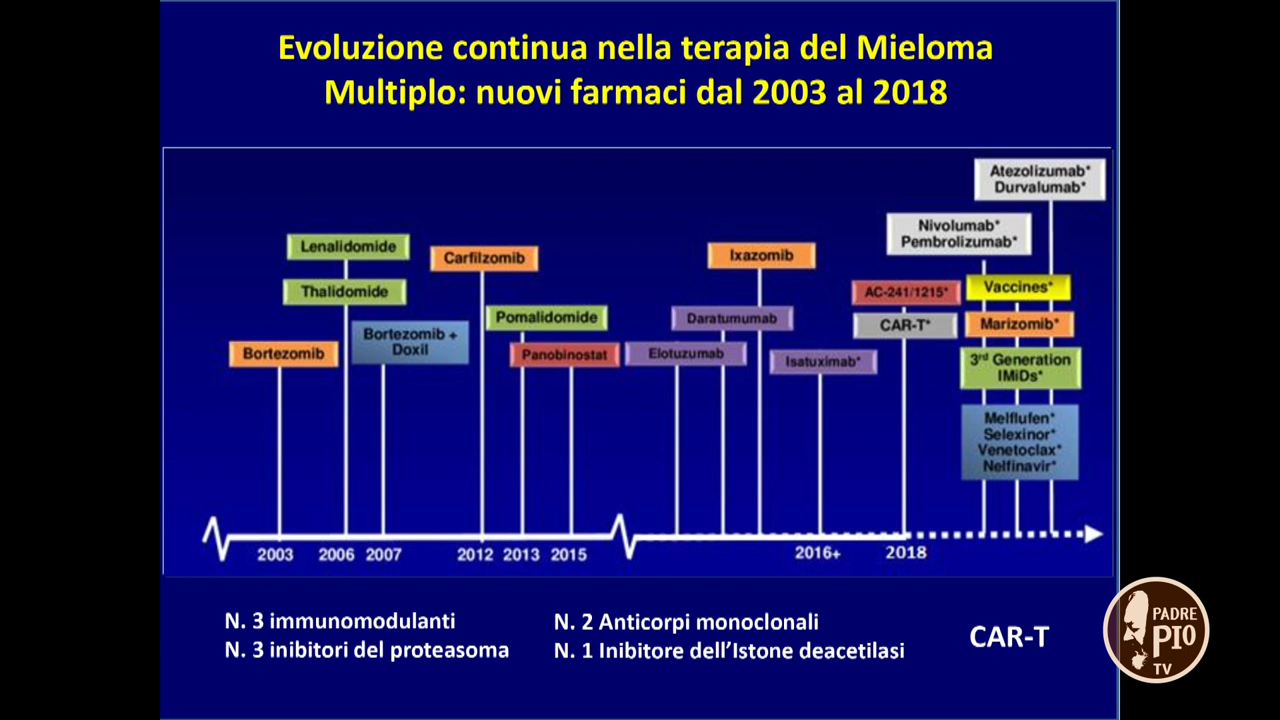 Evoluzione continua nella terapia del Mieloma
Multiplo: nuovi farmaci dal 2003 al 2018
Atezolizumab*
Durvalumab*
Nivolumab*
Pembrolizumab*
Lenalidomide
Carfilzomib
Ixazomib
Thalidomide
AC-241/1215*
Vaccines*
Pomalidomide
Daratumumab
CAR-T*
Marizomib*
Bortezomib +
Doxil
Bortezomib
Panobinostat
Elotuzumab
Isatuximab*
3rd Generation
IMiDs*
Melflufen*
Selexinor*
Venetoclax*
Nelfinavir*
2003 2006 2007 2012 2013 2015 2016+ 2018
N. 3 immunomodulanti
N. 3 inibitori del proteasoma
N. 2 Anticorpi monoclonali
N. 1 Inibitore dell’Istone deacetilasi
CAR-T
PADRE
PIO
TV